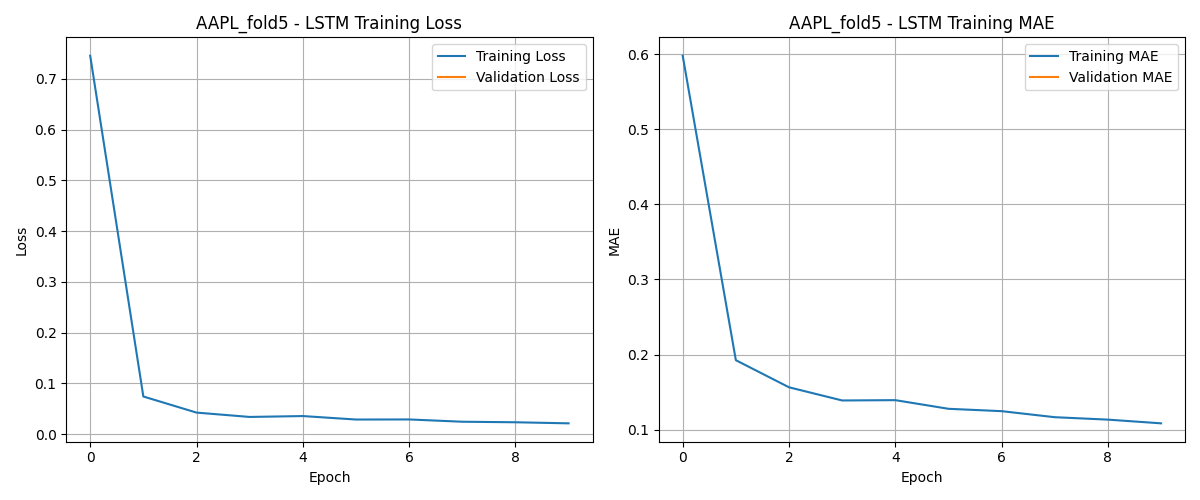 AAPL_fold5 - LSTM Training Loss
Training Loss
Validation Loss
0.7
0.6
0.5
0.4
0.3
0.2
0.1
0.0
Loss
0 2 4 6 8
Epoch
AAPL_fold5 - LSTM Training MAE
Training MAE
Validation MAE
0.6
0.5
0.4
0.3
0.2
0.1
MAE
0 2 4 6 8
Epoch